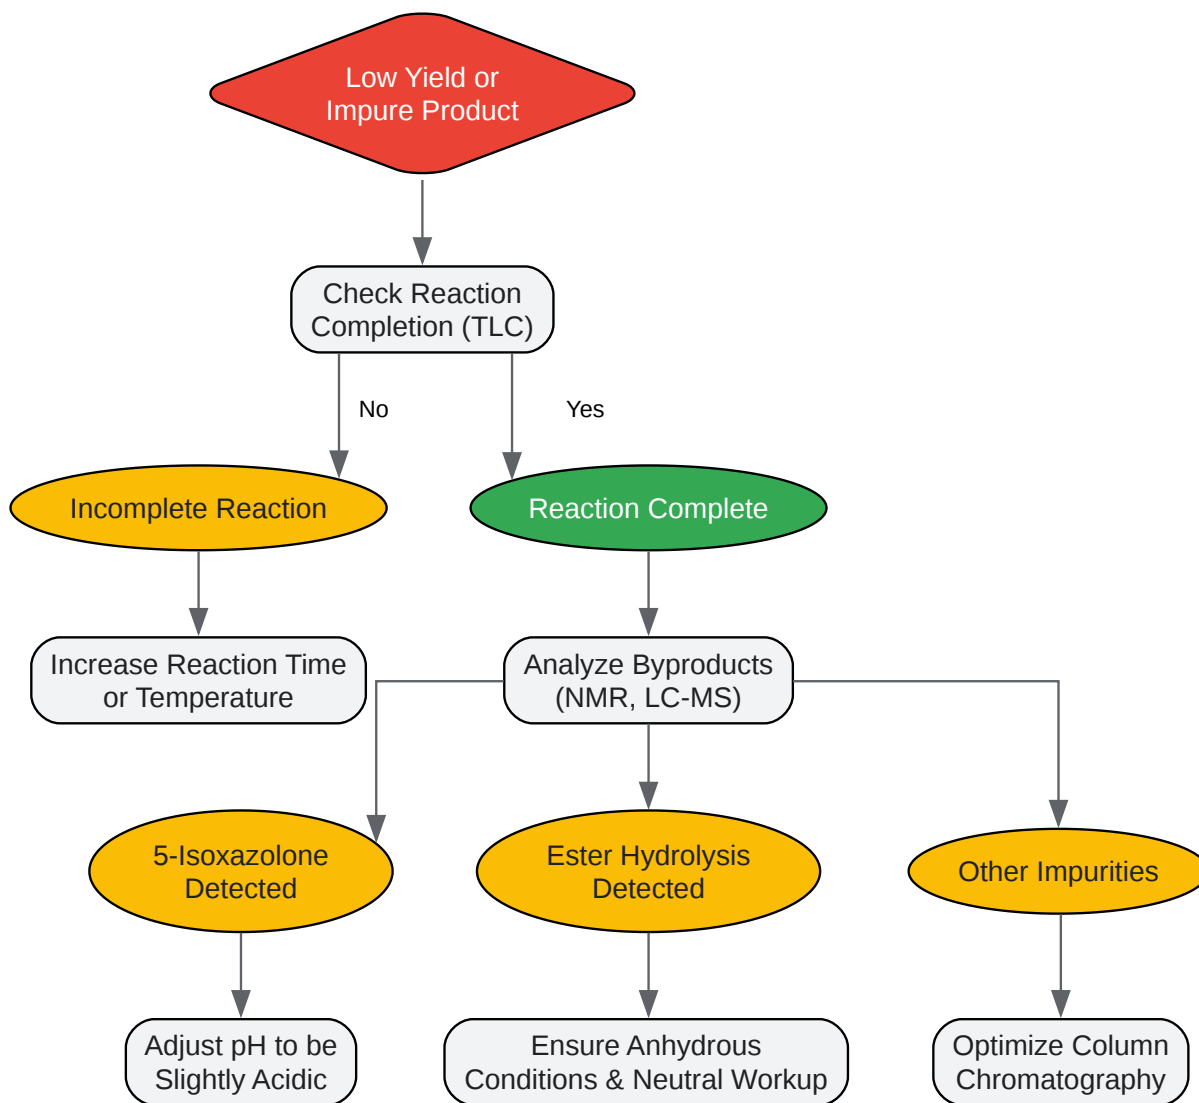 Low Yield or
Impure Product
Check Reaction
Completion (TLC)
No
Yes
Incomplete Reaction
Reaction Complete
Increase Reaction Time
or Temperature
Analyze Byproducts
(NMR, LC-MS)
5-Isoxazolone
Detected
Ester Hydrolysis
Detected
Other Impurities
Adjust pH to be
Slightly Acidic
Ensure Anhydrous
Conditions & Neutral Workup
Optimize Column
Chromatography